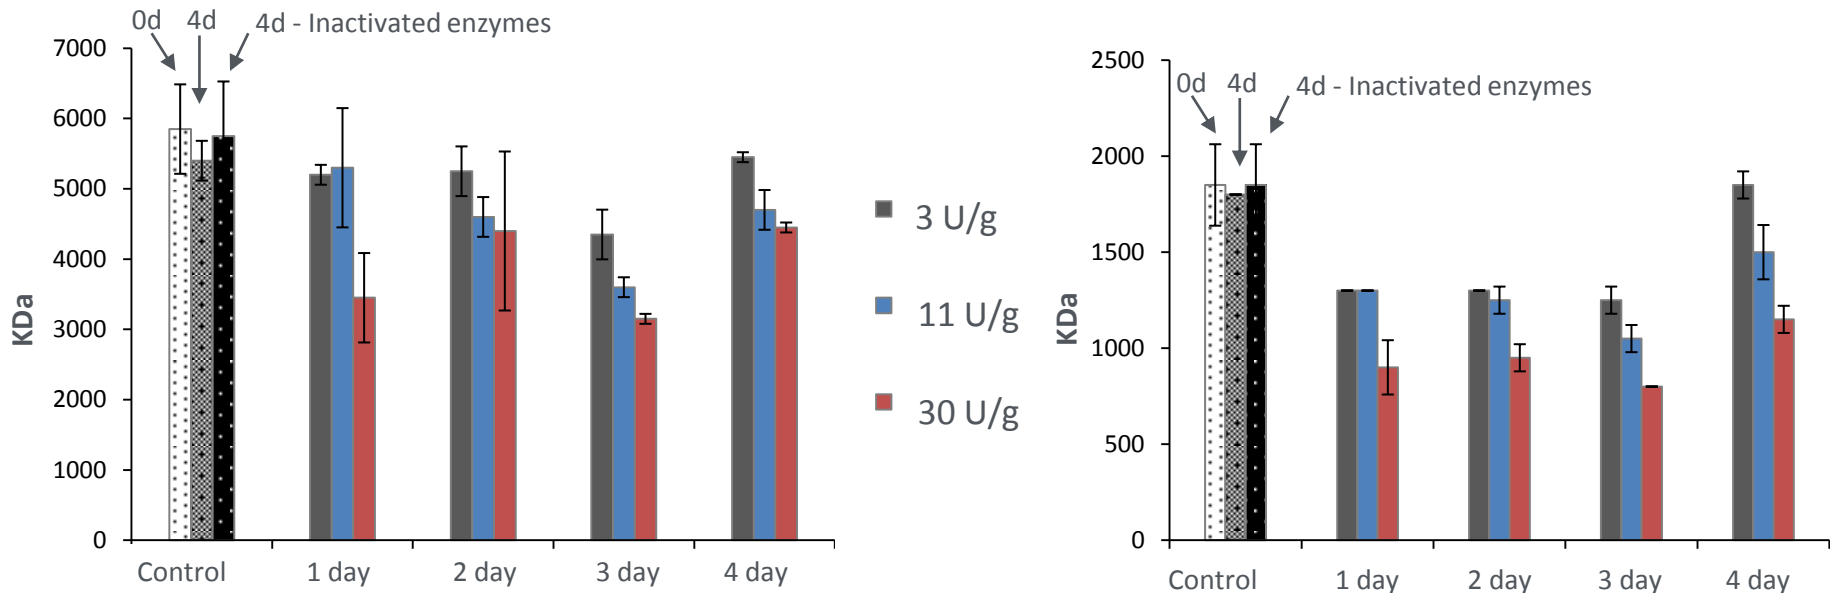 0d
4d
4d - Inactivated enzymes
7000
6000
5000
4000
3000
2000
1000
0
KDa
Control
1 day
2 day
3 day
4 day
3 U/g
11 U/g
30 U/g
0d
4d
4d - Inactivated enzymes
2500
2000
1500
1000
500
0
KDa
Control
1 day
2 day
3 day
4 day